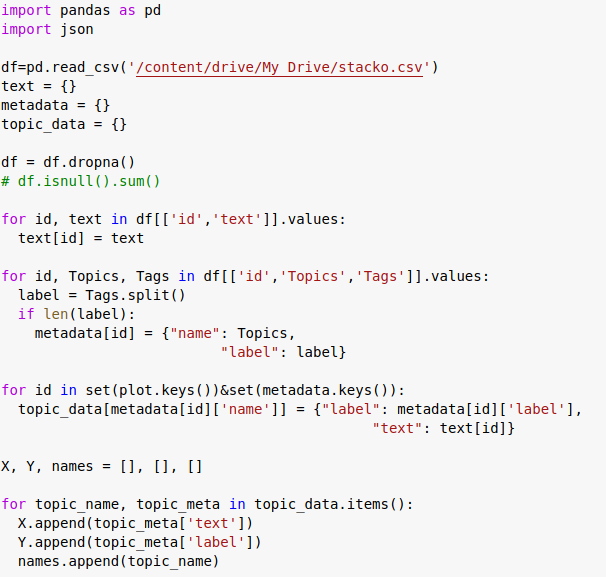 import pandas as pd
import json
df=pd.read_csv('/content/drive/My Drive/stacko.csv')
text = {}
metadata = {}
topic_data = {}
df = df.dropna()
# df.isnull().sum()
for id, text in df[['id','text']].values:
  text[id] = text
for id, Topics, Tags in df[['id','Topics','Tags']].values:
  label = Tags.split()
  if len(label):
    metadata[id] = {"name": Topics,
                          "label": label}
for id in set(plot.keys())&set(metadata.keys()):
  topic_data[metadata[id]['name']] = {"label": metadata[id]['label'],
                                            "text": text[id]}
X, Y, names = [], [], []
for topic_name, topic_meta in topic_data.items():
  X.append(topic_meta['text'])
  Y.append(topic_meta['label'])
  names.append(topic_name)